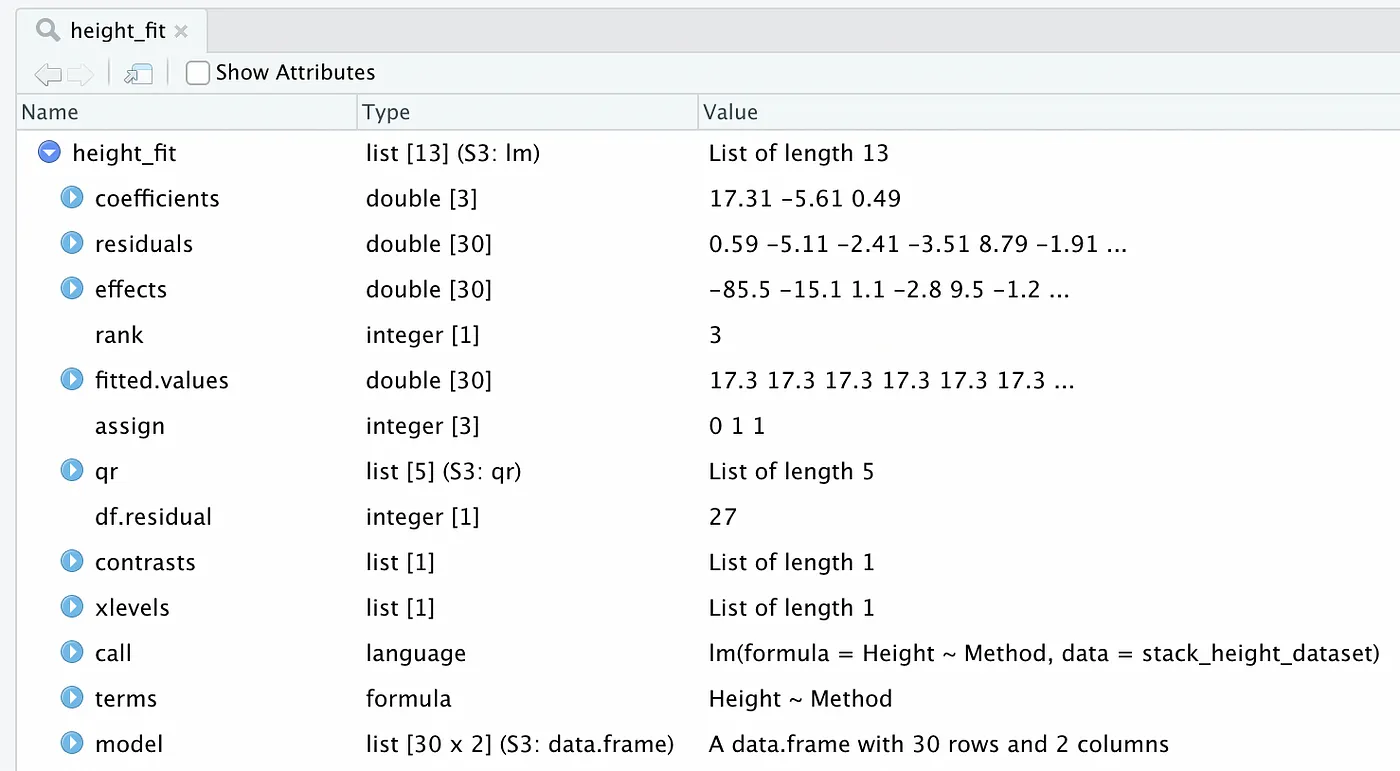 height_fit
Show Attributes
Name Type Value
height_fit list [13] (S3: lm) List of length 13
coefficients double [3] 17.31 −5.61 0.49
residuals double [30] 0.59 −5.11 −2.41 −3.51 8.79 −1.91 ...
effects double [30] −85.5 −15.1 1.1 −2.8 9.5 −1.2 ...
rank integer [1] 3
fitted.values double [30] 17.3 17.3 17.3 17.3 17.3 17.3 ...
assign integer [3] 0 1 1
qr list [5] (S3: qr) List of length 5
df.residual integer [1] 27
contrasts list [1] List of length 1
xlevels list [1] List of length 1
call language lm(formula = Height ~ Method, data = stack_height_dataset)
terms formula Height ~ Method
model list [30 x 2] (S3: data.frame) A data.frame with 30 rows and 2 columns